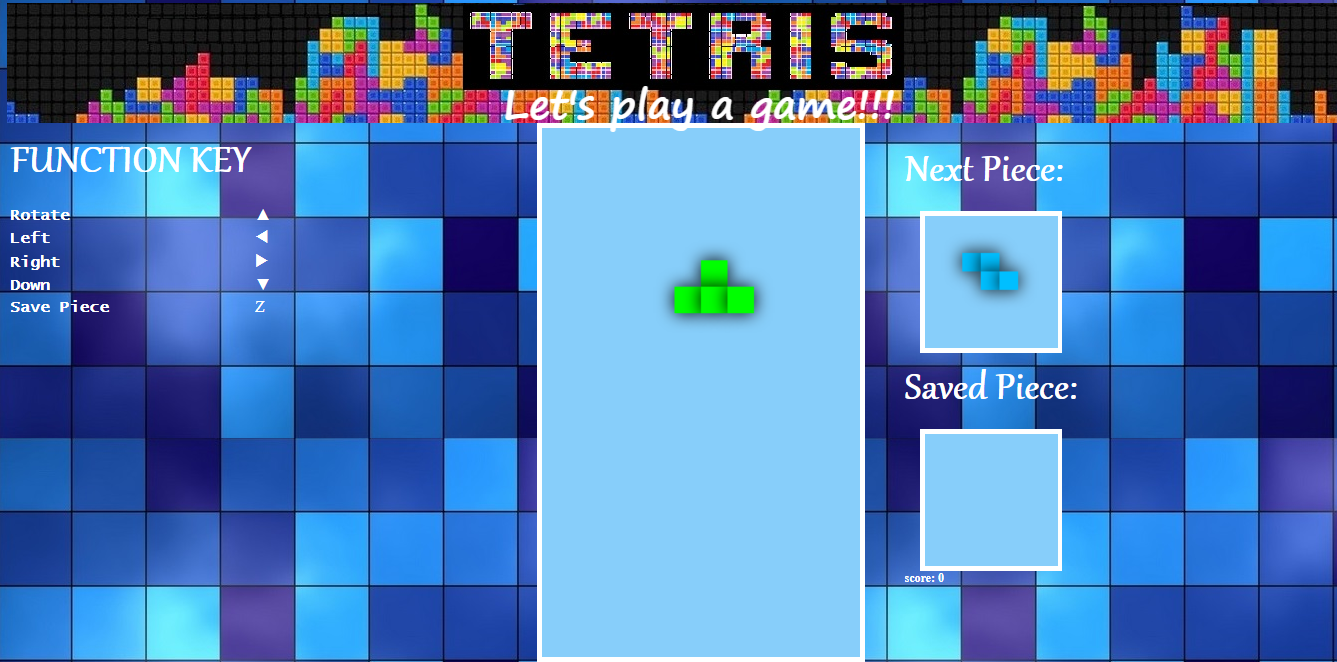 TETRIS
Let's play a game!!!
FUNCTION KEY
Rotate ▲
Left ◀
Right ▶
Down ▼
Save Piece Z
Next Piece:
Saved Piece:
score: 0